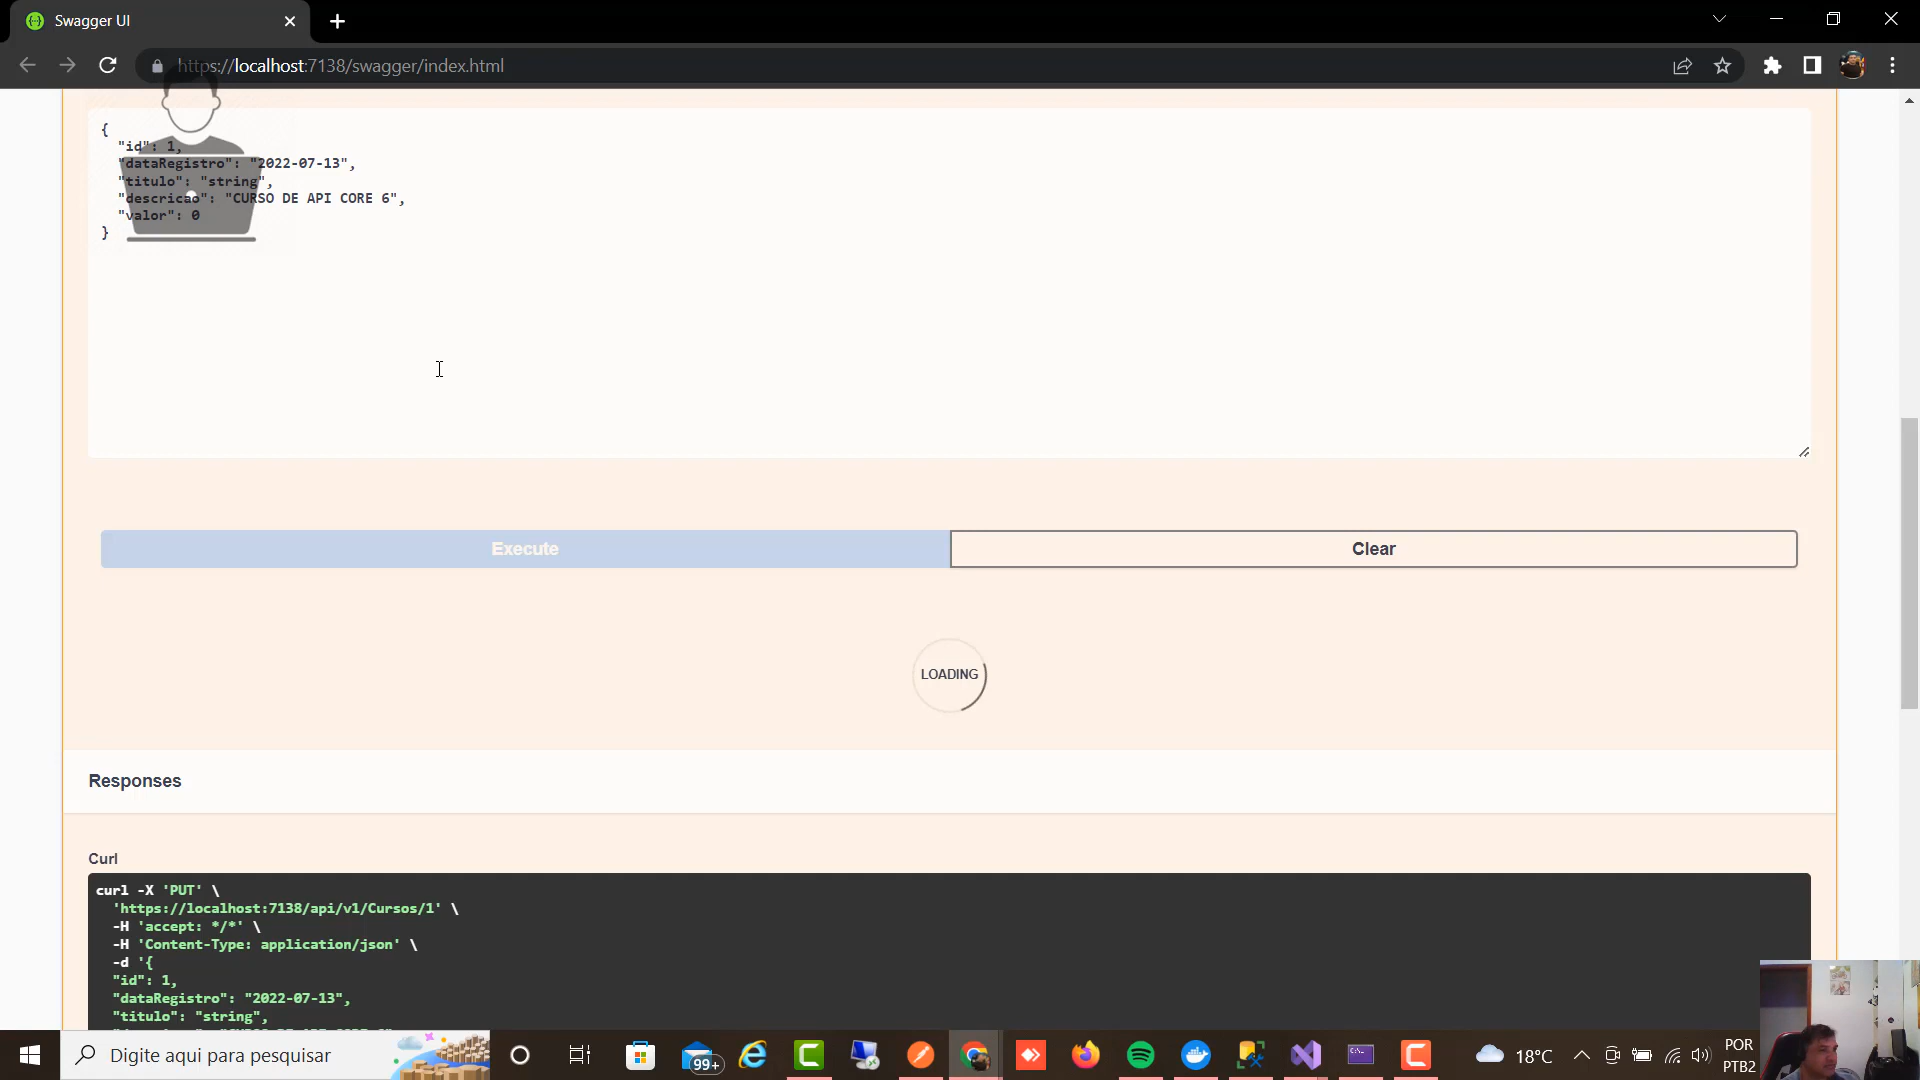 Swagger UI
https://localhost:7138/swagger/index.html
{
"id": 1,
"dataRegistro": "2022-07-13",
"titulo": "string",
"descricao": "CURSO DE API CORE 6",
"valor": 0
}
Execute
Clear
LOADING
Responses
Curl
curl -X 'PUT' \
'https://localhost:7138/api/v1/Cursos/1' \
-H 'accept: */*' \
-H 'Content-Type: application/json' \
-d '{
"id": 1,
"dataRegistro": "2022-07-13",
"titulo": "string",
Digite aqui para pesquisar
99+
18°C
POR
PTB2